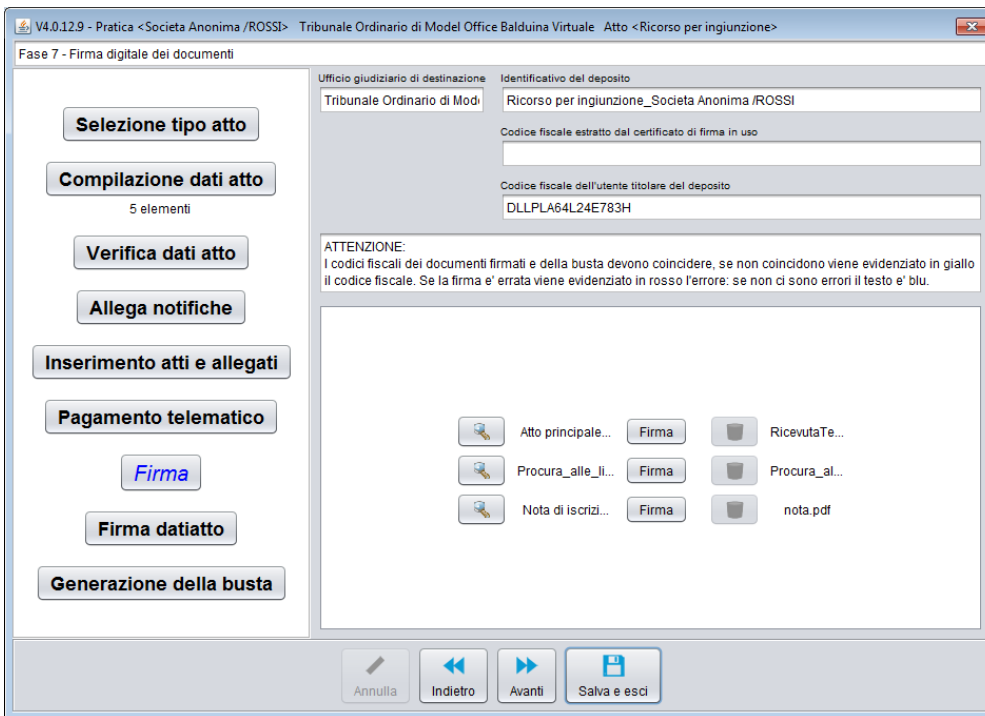 V4.0.12.9 - Pratica <Societa Anonima /ROSSI> Tribunale Ordinario di Model Office Balduina Virtuale Atto <Ricorso per ingiunzione>
Fase 7 - Firma digitale dei documenti
Selezione tipo atto
Compilazione dati atto
5 elementi
Verifica dati atto
Allega notifiche
Inserimento atti e allegati
Pagamento telematico
Firma
Firma datiatto
Generazione della busta
Ufficio giudiziario di destinazione
Tribunale Ordinario di Mod
Identificativo del deposito
Ricorso per ingiunzione_Societa Anonima /ROSSI
Codice fiscale estratto dal certificato di firma in uso
Codice fiscale dell'utente titolare del deposito
DLLPLA64L24E783H
ATTENZIONE:
I codici fiscali dei documenti firmati e della busta devono coincidere, se non coincidono viene evidenziato in giallo
il codice fiscale. Se la firma e' errata viene evidenziato in rosso l'errore: se non ci sono errori il testo e' blu.
Atto principale... Firma RicevutaTe...
Procura_alle_li... Firma Procura_al...
Nota di iscrizi... Firma nota.pdf
Annulla Indietro Avanti Salva e esci